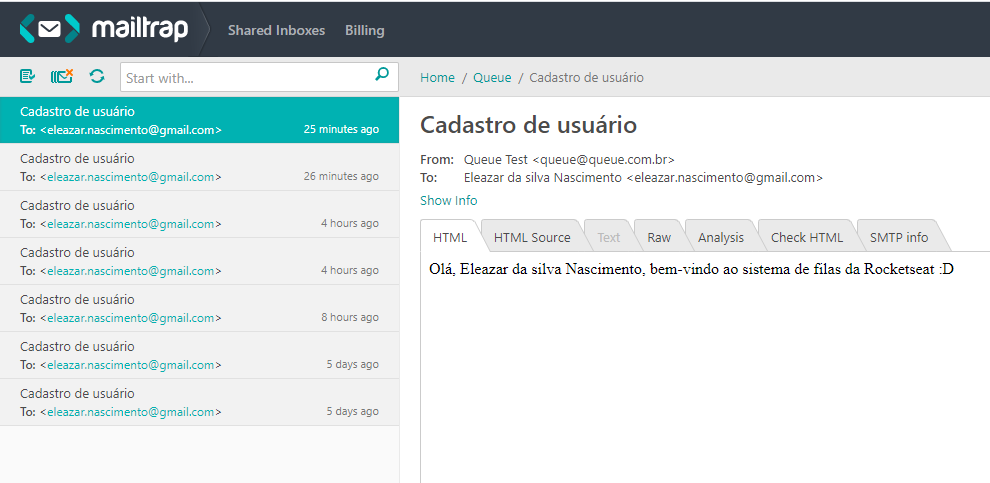 mailtrap
Shared Inboxes
Billing
Start with...
Home / Queue / Cadastro de usuário
Cadastro de usuário
To: <eleazar.nascimento@gmail.com> 25 minutes ago
Cadastro de usuário
To: <eleazar.nascimento@gmail.com> 26 minutes ago
Cadastro de usuário
To: <eleazar.nascimento@gmail.com> 4 hours ago
Cadastro de usuário
To: <eleazar.nascimento@gmail.com> 4 hours ago
Cadastro de usuário
To: <eleazar.nascimento@gmail.com> 8 hours ago
Cadastro de usuário
To: <eleazar.nascimento@gmail.com> 5 days ago
Cadastro de usuário
To: <eleazar.nascimento@gmail.com> 5 days ago
Cadastro de usuário
From: Queue Test <queue@queue.com.br>
To: Eleazar da silva Nascimento <eleazar.nascimento@gmail.com>
Show Info
HTML HTML Source Text Raw Analysis Check HTML SMTP info
Olá, Eleazar da silva Nascimento, bem-vindo ao sistema de fílas da Rocketseat :D